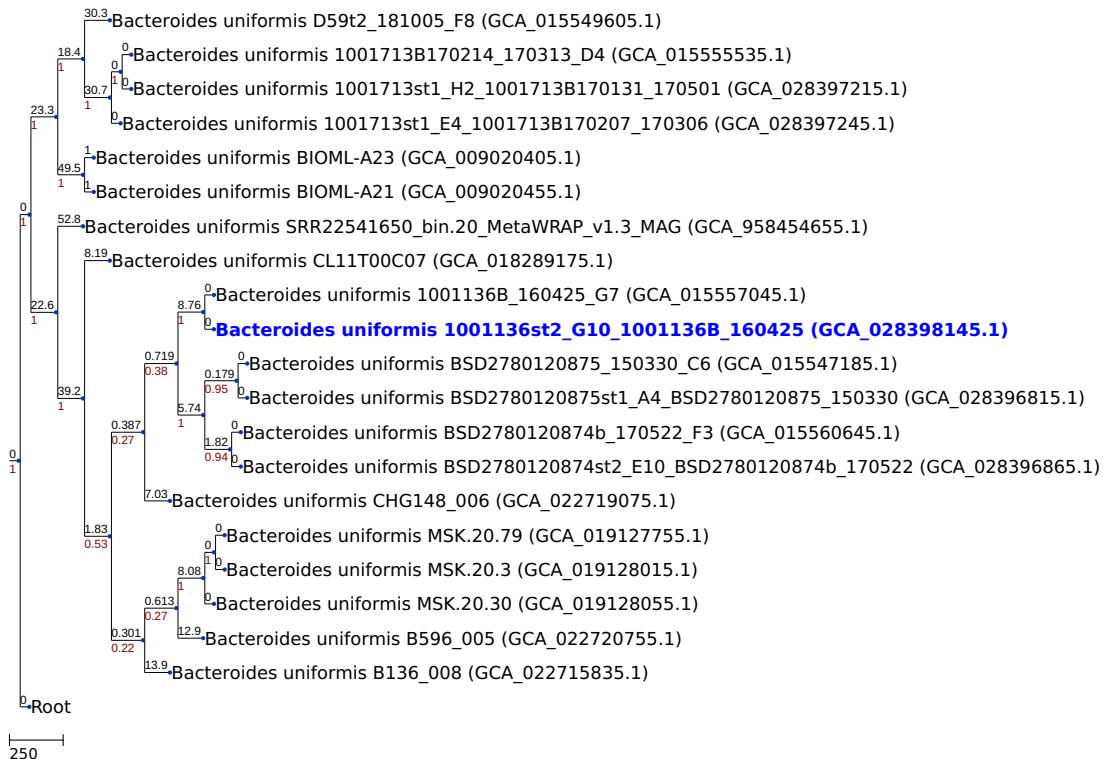 30.3 Bacteroides uniformis D59t2_181005_F8 (GCA_015549605.1)
0 Bacteroides uniformis 1001713B170214_170313_D4 (GCA_015555535.1)
18.4
1
0
1
0 Bacteroides uniformis 1001713st1_H2_1001713B170131_170501 (GCA_028397215.1)
30.7
1
0 Bacteroides uniformis 1001713st1_E4_1001713B170207_170306 (GCA_028397245.1)
23.3
1
1 Bacteroides uniformis BIOML-A23 (GCA_009020405.1)
49.5
1
1 Bacteroides uniformis BIOML-A21 (GCA_009020455.1)
0
1
52.8 Bacteroides uniformis SRR22541650_bin.20_MetaWRAP_v1.3_MAG (GCA_958454655.1)
8.19 Bacteroides uniformis CL11T00C07 (GCA_018289175.1)
0 Bacteroides uniformis 1001136B_160425_G7 (GCA_015557045.1)
22.6
1
8.76
1
0 Bacteroides uniformis 1001136st2_G10_1001136B_160425 (GCA_028398145.1)
0.719
0.38
0 Bacteroides uniformis BSD2780120875_150330_C6 (GCA_015547185.1)
0.179
0.95
0 Bacteroides uniformis BSD2780120875st1_A4_BSD2780120875_150330 (GCA_028396815.1)
39.2
1
5.74
1
0 Bacteroides uniformis BSD2780120874b_170522_F3 (GCA_015560645.1)
0.387
0.27
1.82
0.94
0 Bacteroides uniformis BSD2780120874st2_E10_BSD2780120874b_170522 (GCA_028396865.1)
0
1
7.03 Bacteroides uniformis CHG148_006 (GCA_022719075.1)
1.83
0.53
0 Bacteroides uniformis MSK.20.79 (GCA_019127755.1)
0
1
0 Bacteroides uniformis MSK.20.3 (GCA_019128015.1)
8.08
1
0 Bacteroides uniformis MSK.20.30 (GCA_019128055.1)
0.613
0.27
12.9 Bacteroides uniformis B596_005 (GCA_022720755.1)
0.301
0.22
13.9 Bacteroides uniformis B136_008 (GCA_022715835.1)
0 Root
250